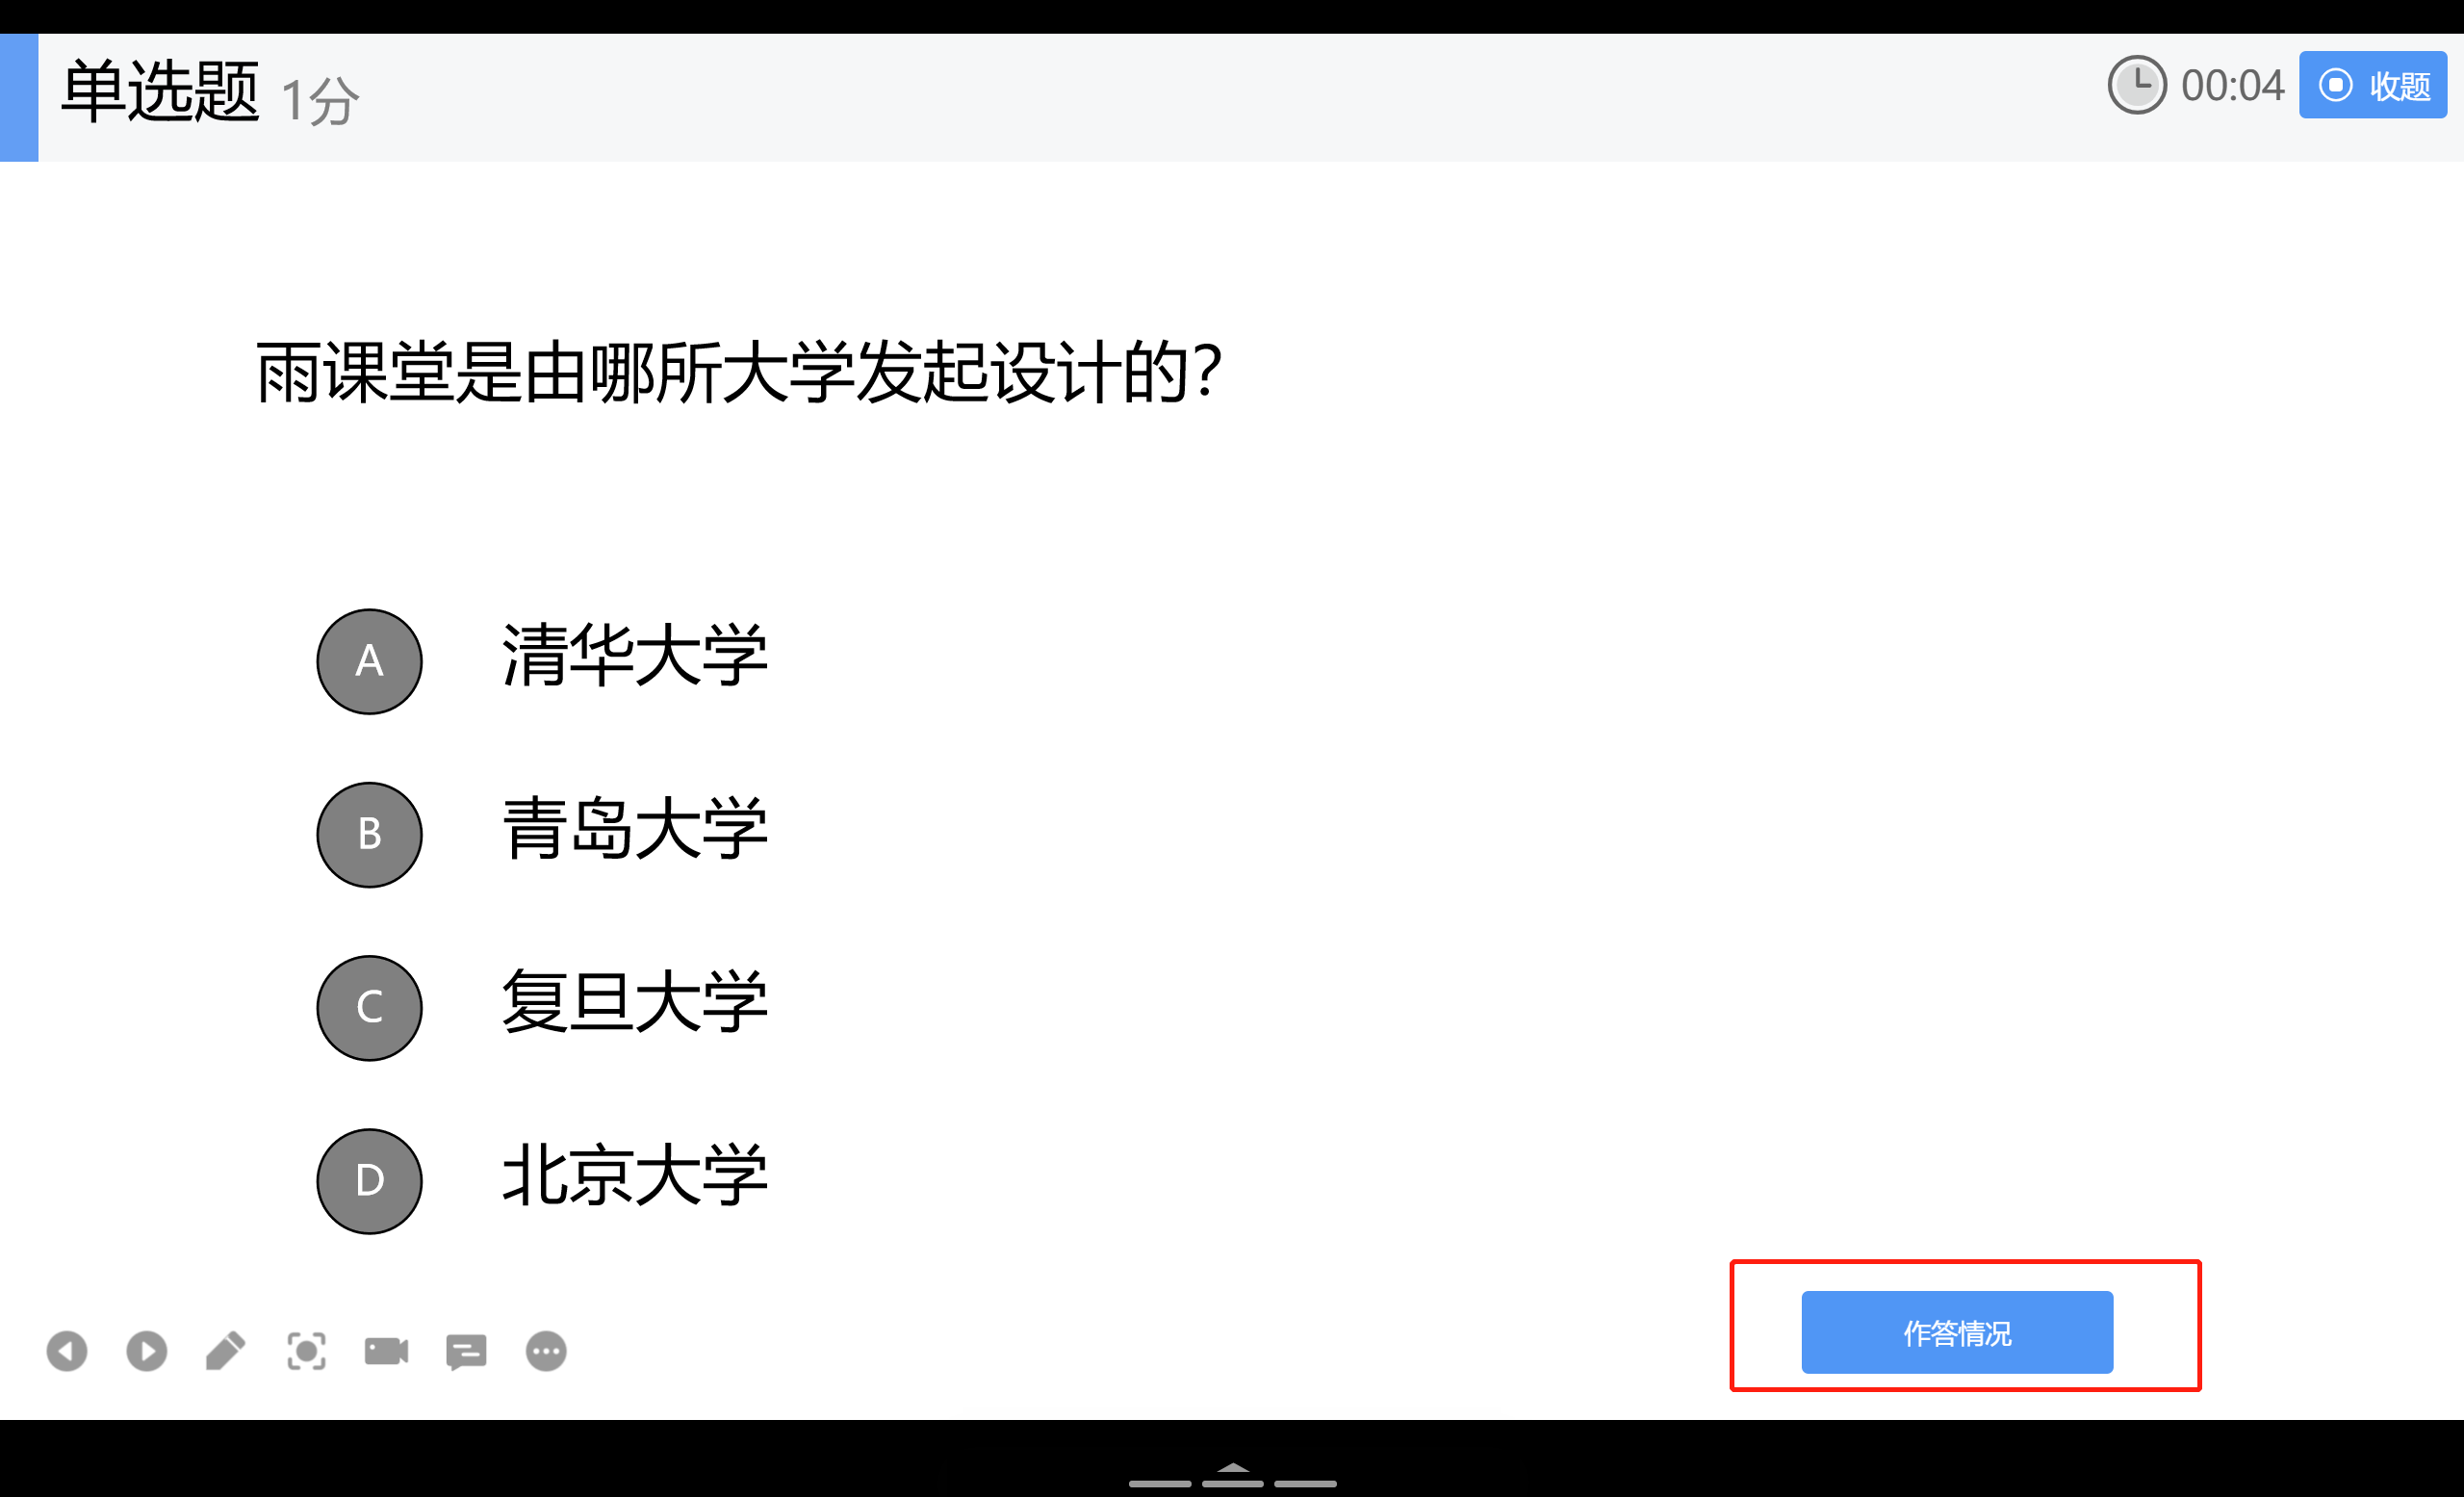 单选题 1分
00:04 收题
雨课堂是由哪所大学发起设计的？
A 清华大学
B 青岛大学
C 复旦大学
D 北京大学
作答情况